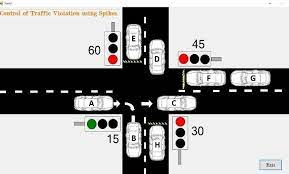 Control of Traffic Violation using Spikes.
E
60
D
45
F
G
A
C
15
B
H
30
Exit